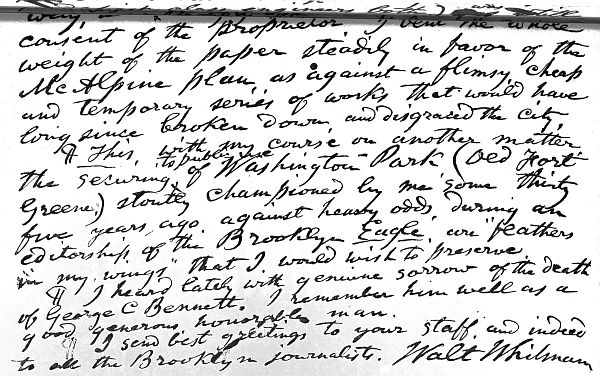 consent of the proprietor I bent the whole
weight of the paper steadily in favor of the
McAlpine plan, as against a flimsy, cheap
and temporary series of works that would have
long since broken down, and disgraced the city.
¶ This, with my course on another matter
to public use
the securing of Washington Park (Old Fort
Greene,) stoutly championed by me some thirty
five years ago, against heavy odds, during an
editorship of the Brooklyn Eagle, are "feathers
in my wings" that I would wish to preserve.
¶ I heard lately with genuine sorrow of the death
of George C Bennett. I remember him well as a
good generous honorable man.
I send best greetings to your staff, and indeed
to all the Brooklyn journalists. Walt Whitman